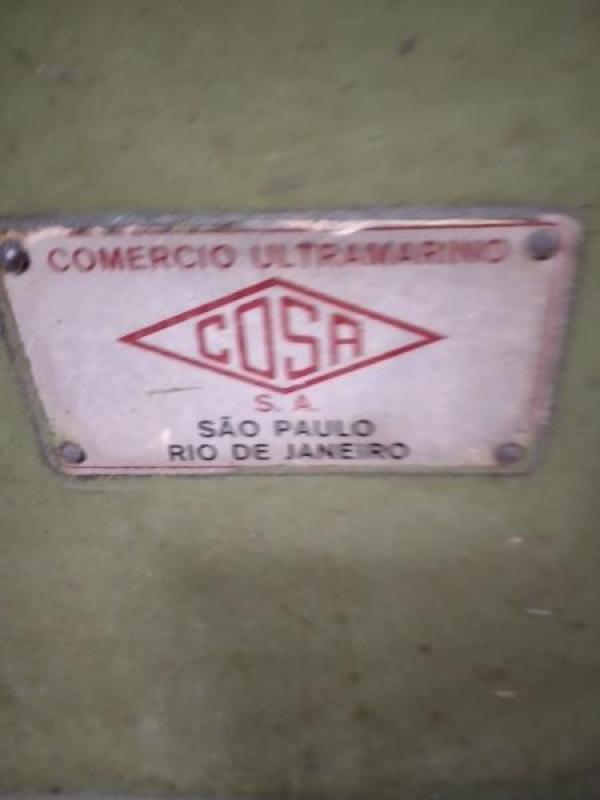 COMERCIO ULTRAMARINO
COSA
S. A.
SÃO PAULO
RIO DE JANEIRO